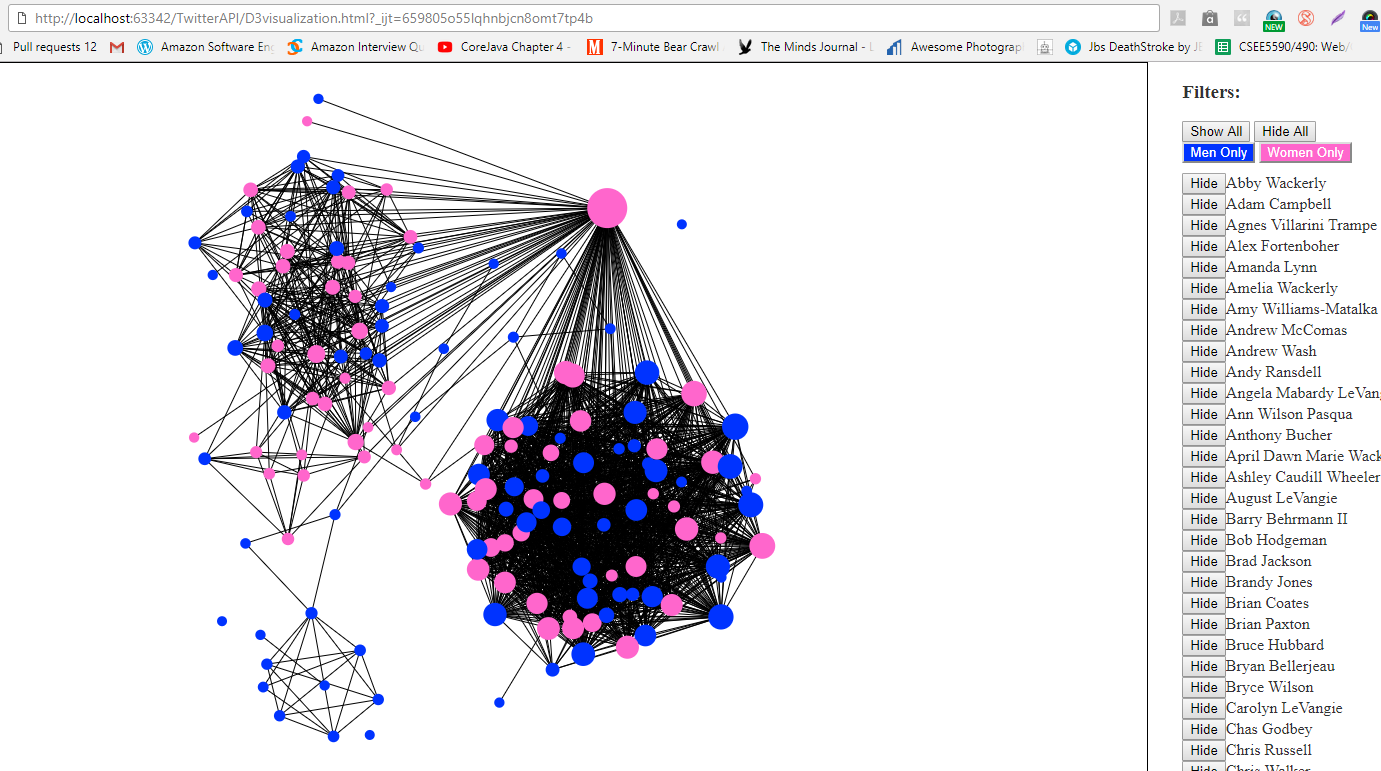 http://localhost:63342/TwitterAPI/D3visualization.html?_ijt=659805o55lqhnbjcn8omt7tp4b
NEW
New
Pull requests 12
Amazon Software En
Amazon Interview Qu
CoreJava Chapter 4 -
7-Minute Bear Crawl
The Minds Journal -
Awesome Photograp
Jbs DeathStroke by
CSEE5590/490: Web/
Filters:
Show All Hide All
Men Only Women Only
Hide Abby Wackerly
Hide Adam Campbell
Hide Agnes Villarini Trampe
Hide Alex Fortenboher
Hide Amanda Lynn
Hide Amelia Wackerly
Hide Amy Williams-Matalka
Hide Andrew McComas
Hide Andrew Wash
Hide Andy Ransdell
Hide Angela Mabardy LeVan
Hide Ann Wilson Pasqua
Hide Anthony Bucher
Hide April Dawn Marie Wack
Hide Ashley Caudill Wheeler
Hide August LeVangie
Hide Barry Behrmann II
Hide Bob Hodgeman
Hide Brad Jackson
Hide Brandy Jones
Hide Brian Coates
Hide Brian Paxton
Hide Bruce Hubbard
Hide Bryan Bellerjeau
Hide Bryce Wilson
Hide Carolyn LeVangie
Hide Chas Godbey
Hide Chris Russell
Hide Chris Walker